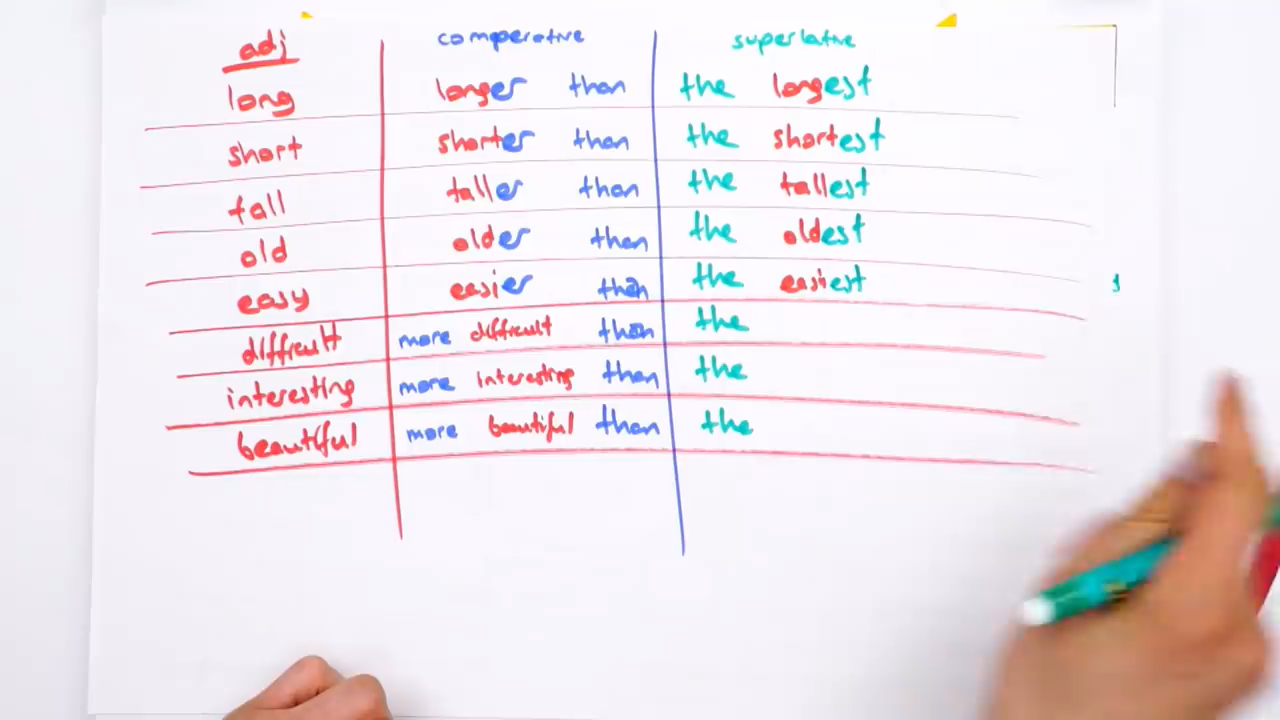 adj comperative superlative
long longer than the longest
short shorter than the shortest
tall taller than the tallest
old older than the oldest
easy easier than the easiest
difficult more difficult than the
interesting more interesting than the
beautiful more beautiful than the